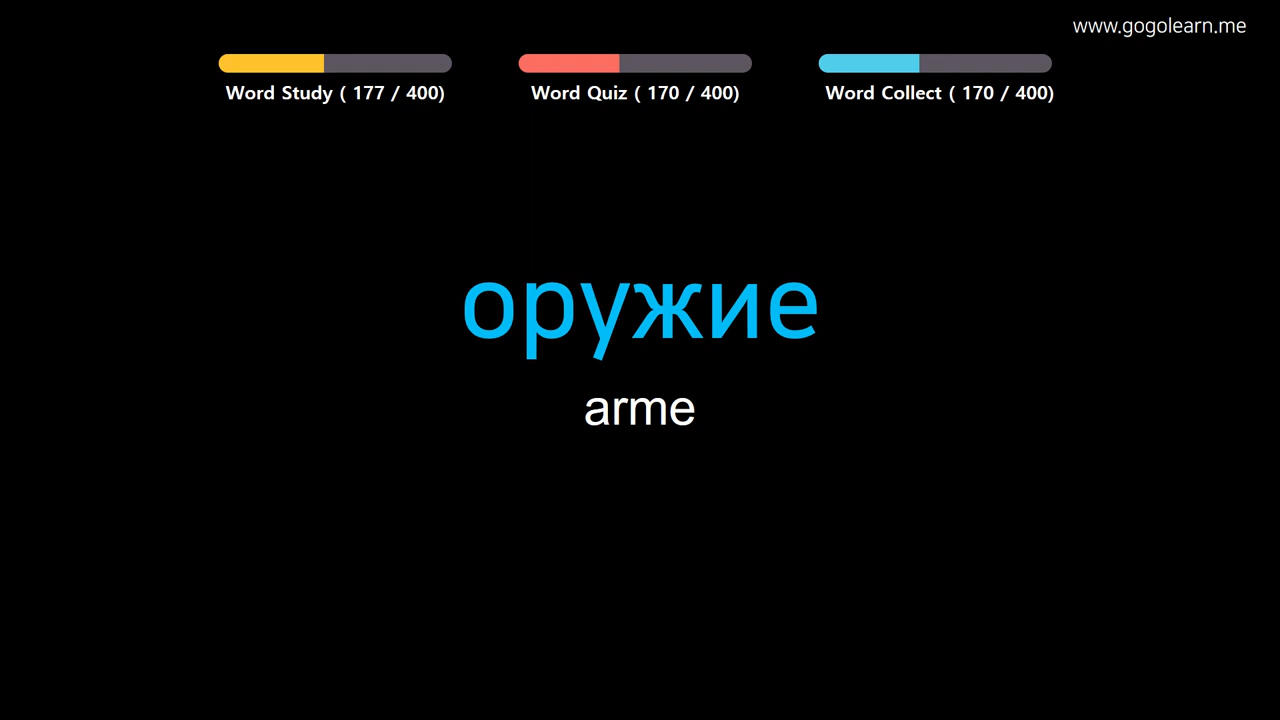 www.gogolearn.me
Word Study ( 177 / 400)
Word Quiz ( 170 / 400)
Word Collect ( 170 / 400)
оружие
arme